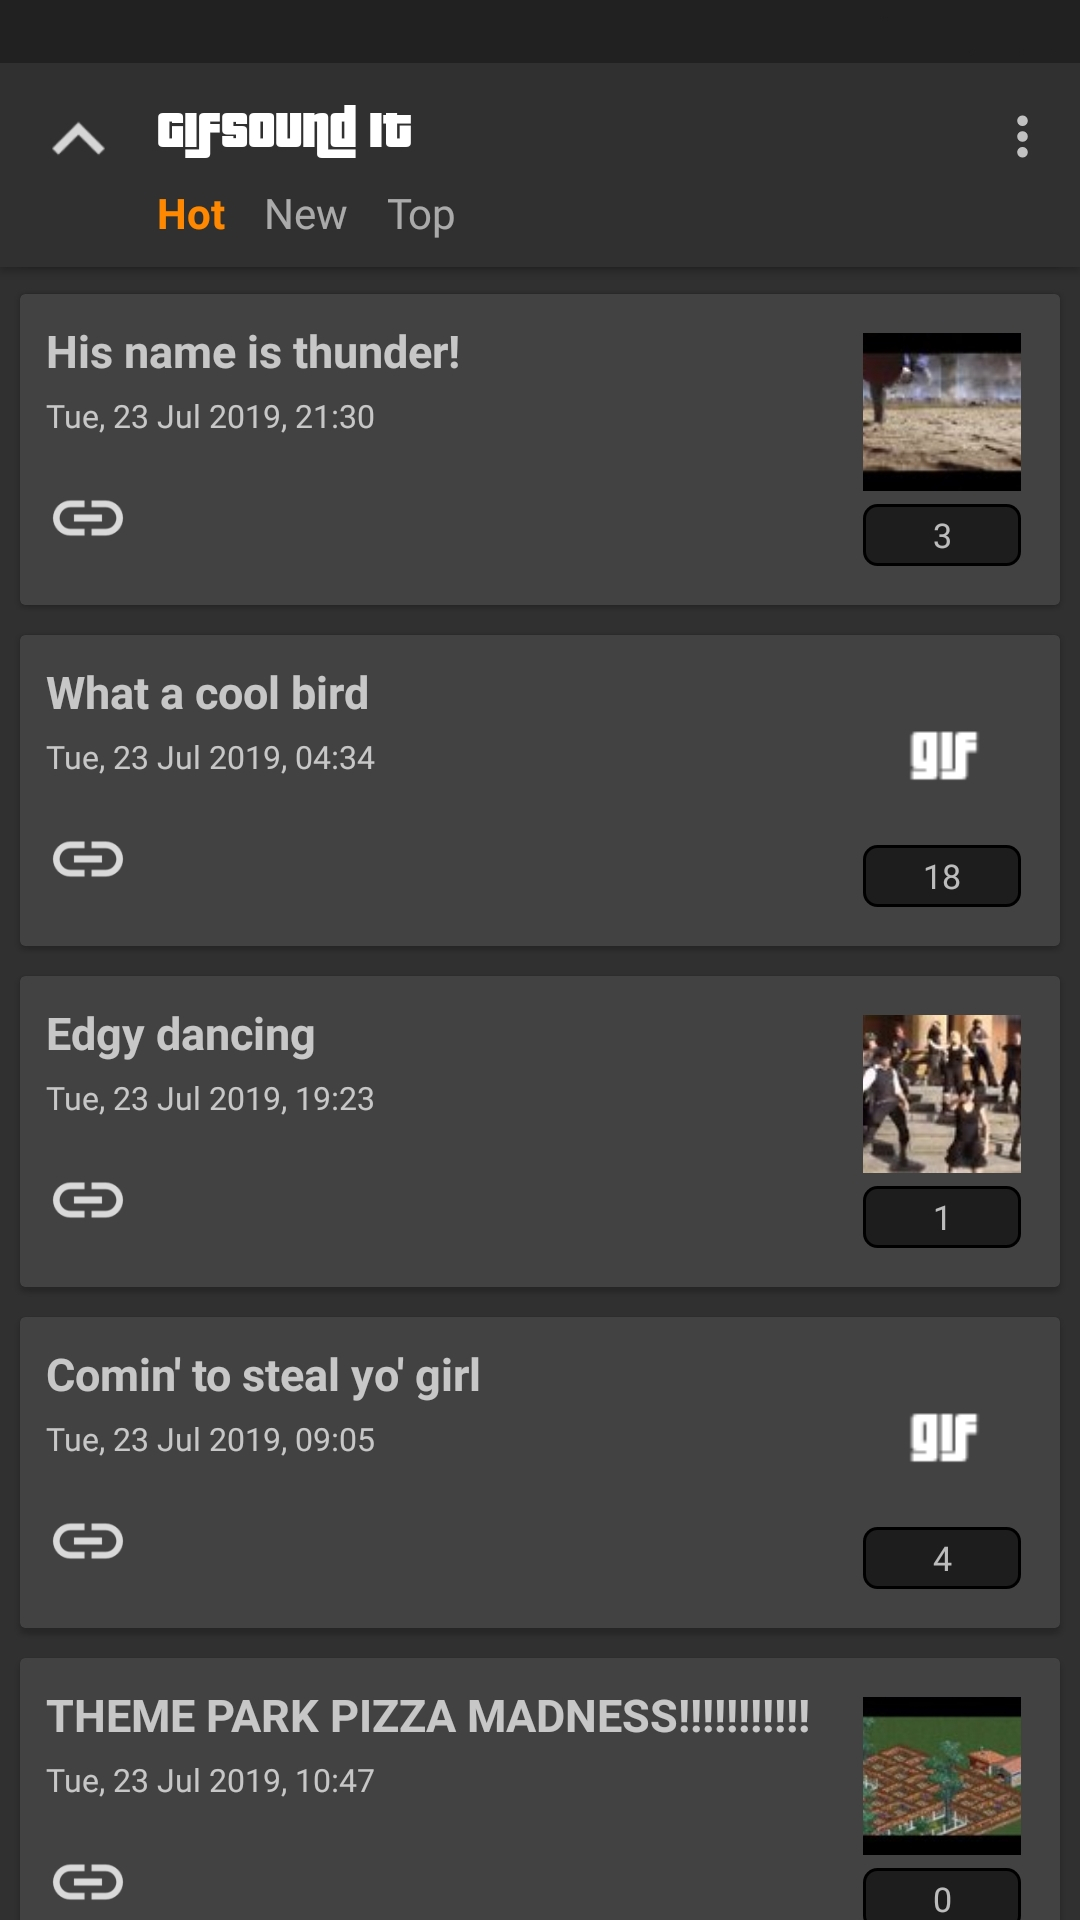 GIFSOUND IT
Hot New Top
His name is thunder!
Tue, 23 Jul 2019, 21:30
3
What a cool bird
Tue, 23 Jul 2019, 04:34
gif
18
Edgy dancing
Tue, 23 Jul 2019, 19:23
1
Comin' to steal yo' girl
Tue, 23 Jul 2019, 09:05
gif
4
THEME PARK PIZZA MADNESS!!!!!!!!!!!
Tue, 23 Jul 2019, 10:47
0